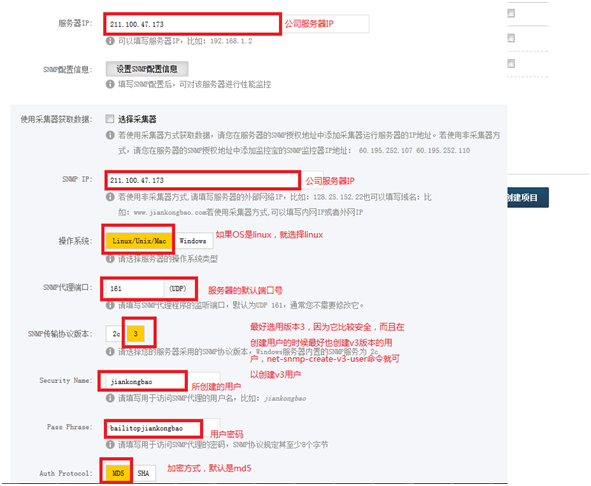 服务器IP:
211.100.47.173
公司服务器IP
可以填写服务器IP，比如：192.168.1.2
SNMP配置信息:
设置SNMP配置信息
填写SNMP配置后，可对该服务器进行性能监控
使用采集器获取数据:
选择采集器
若使用采集器方式获取数据，请您在服务器的SNMP授权地址中添加采集器运行服务器的IP地址。若使用非采集器方
式，请您在服务器的SNMP授权地址中添加监控宝的SNMP监控器IP地址： 60.195.252.107 60.195.252.110
SNMP IP:
211.100.47.173
公司服务器IP
若使用非采集器方式,请填写服务器的外部网络IP，比如：126.25.152.22也可以填写域名：比
如：www.jiankongbao.com若使用采集器方式,可以填写内网IP或者外网IP
创建项目
操作系统:
Linux/Unix/Mac
Windows
如果OS是linux，就选择linux
请选择服务器的操作系统类型
SNMP代理端口:
161
(UDP)
服务器的默认端口号
请填写SNMP代理程序的监听端口，默认为UDP 161，通常您不需要修改它。
SNMP传输协议版本:
2c
3
最好选用版本3，因为它比较安全，而且在
创建用户的时候最好也创建v3版本的用
户，net-snmp-create-v3-user命令就可
以创建v3用户
请选择您的服务器采用的SNMP协议版本，Windows服务器内置的SNMP服务为 2c
Security Name:
jiankongbao
所创建的用户
请填写用于访问SNMP代理的用户名，比如：jiankongbao
Pass Phrase:
bailitopjiankongbao
用户密码
请填写用于访问SNMP代理的密码，SNMP协议规定其至少8个字节
Auth Protocol:
MD5
SHA
加密方式，默认是md5